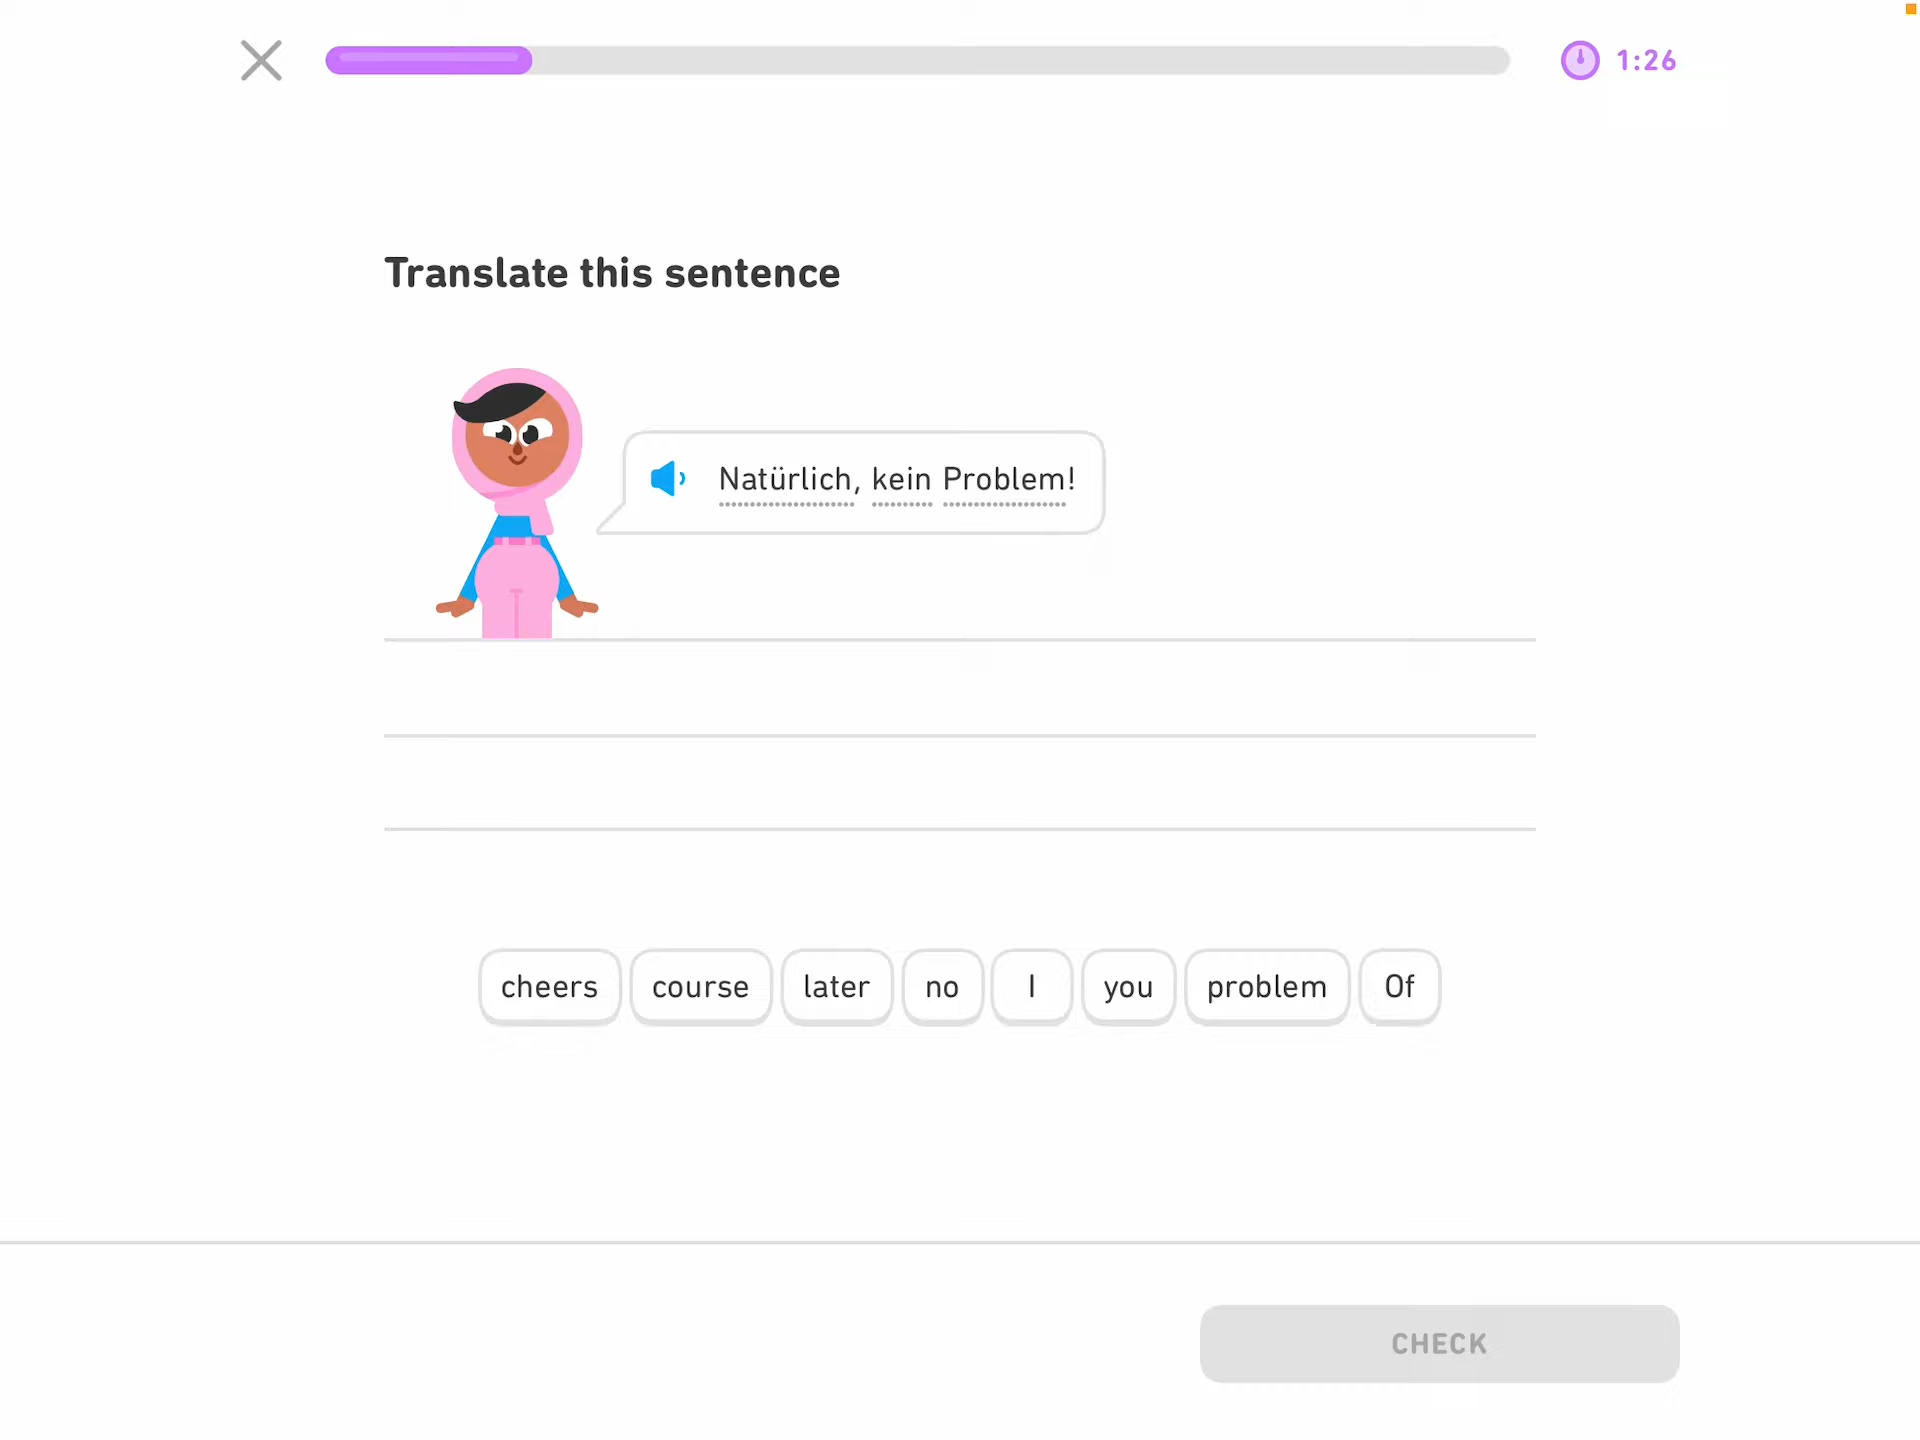 1:26
Translate this sentence
Natürlich, kein Problem!
cheers course later no I you problem Of
CHECK